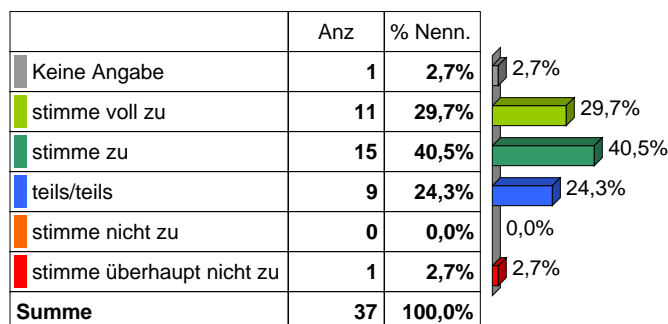 Anz % Nenn.
Keine Angabe 1 2,7% 2,7%
stimme voll zu 11 29,7% 29,7%
stimme zu 15 40,5% 40,5%
teils/teils 9 24,3% 24,3%
stimme nicht zu 0 0,0% 0,0%
stimme überhaupt nicht zu 1 2,7% 2,7%
Summe 37 100,0%